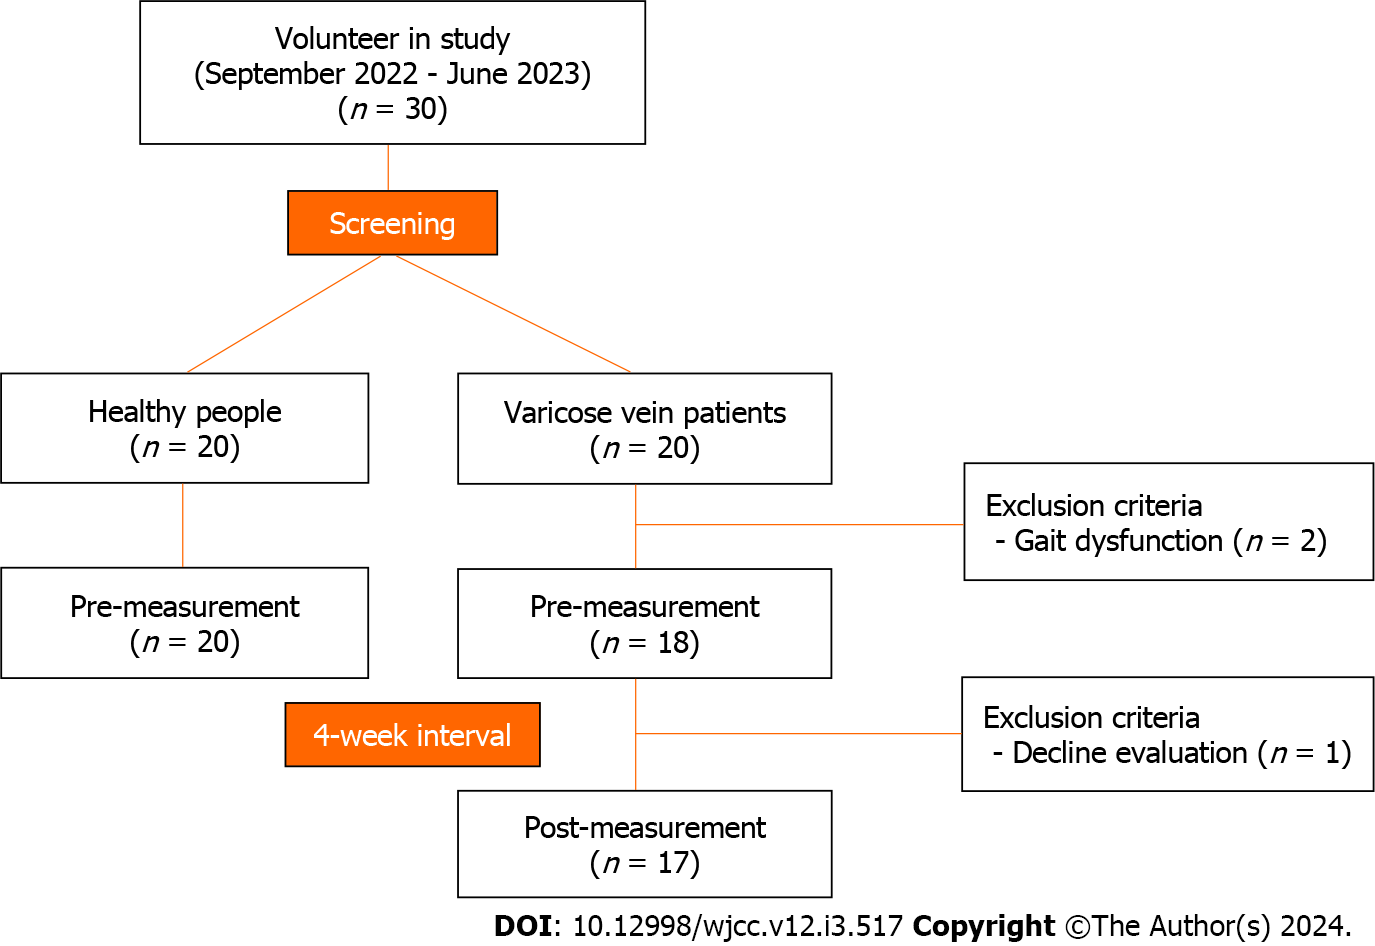 Volunteer in study
(September 2022 - June 2023)
(n = 30)
Screening
Healthy people
(n = 20)
Varicose vein patients
(n = 20)
Exclusion criteria
- Gait dysfunction (n = 2)
Pre-measurement
(n = 20)
Pre-measurement
(n = 18)
4-week interval
Exclusion criteria
- Decline evaluation (n = 1)
Post-measurement
(n = 17)
DOI: 10.12998/wjcc.v12.i3.517 Copyright ©The Author(s) 2024.